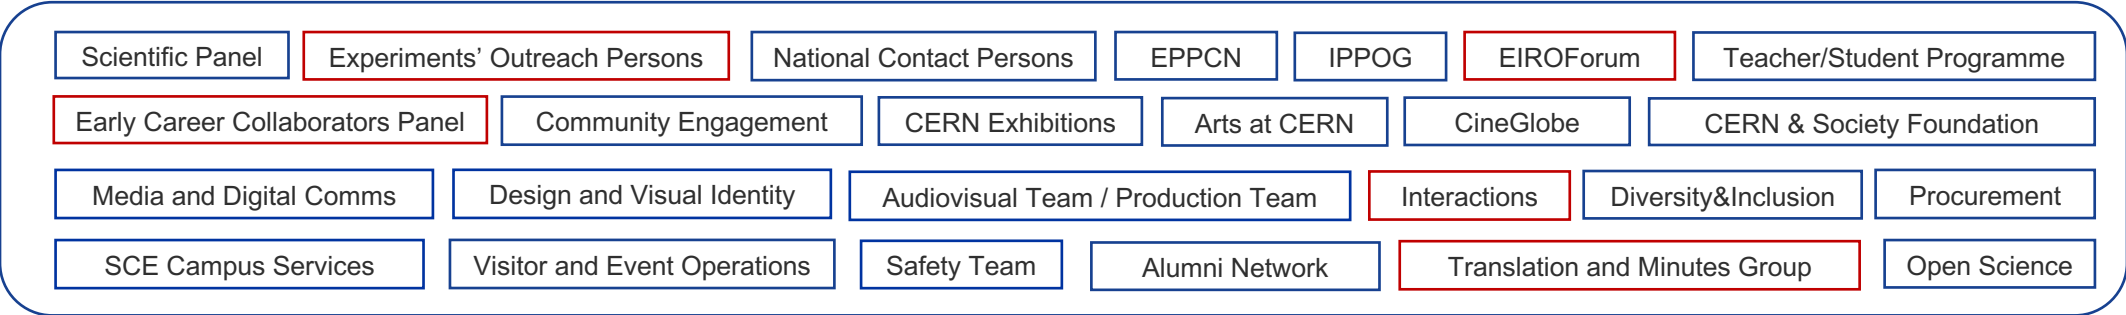 Scientific Panel
Experiments’ Outreach Persons
National Contact Persons
EPPCN
IPPOG
EIROForum
Teacher/Student Programme
Early Career Collaborators Panel
Community Engagement
CERN Exhibitions
Arts at CERN
CineGlobe
CERN & Society Foundation
Media and Digital Comms
Design and Visual Identity
Audiovisual Team / Production Team
Interactions
Diversity&Inclusion
Procurement
SCE Campus Services
Visitor and Event Operations
Safety Team
Alumni Network
Translation and Minutes Group
Open Science